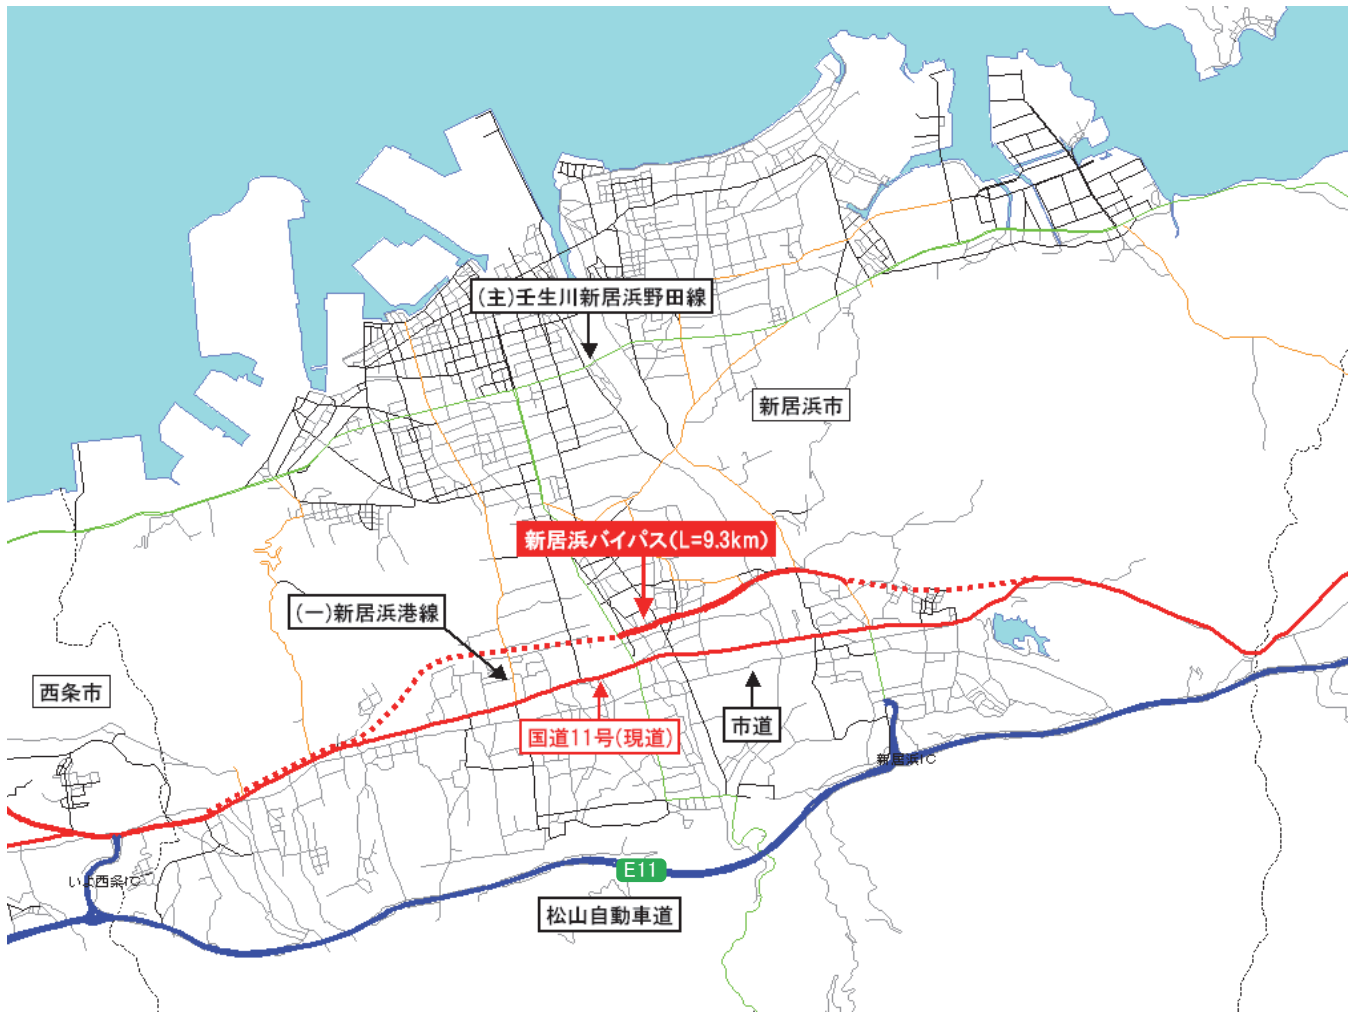 (主)壬生川新居浜野田線
新居浜市
新居浜バイパス(L=9.3km)
(一)新居浜港線
西条市
国道11号(現道)
市道
新居浜IC
いよ西条IC
E11
松山自動車道